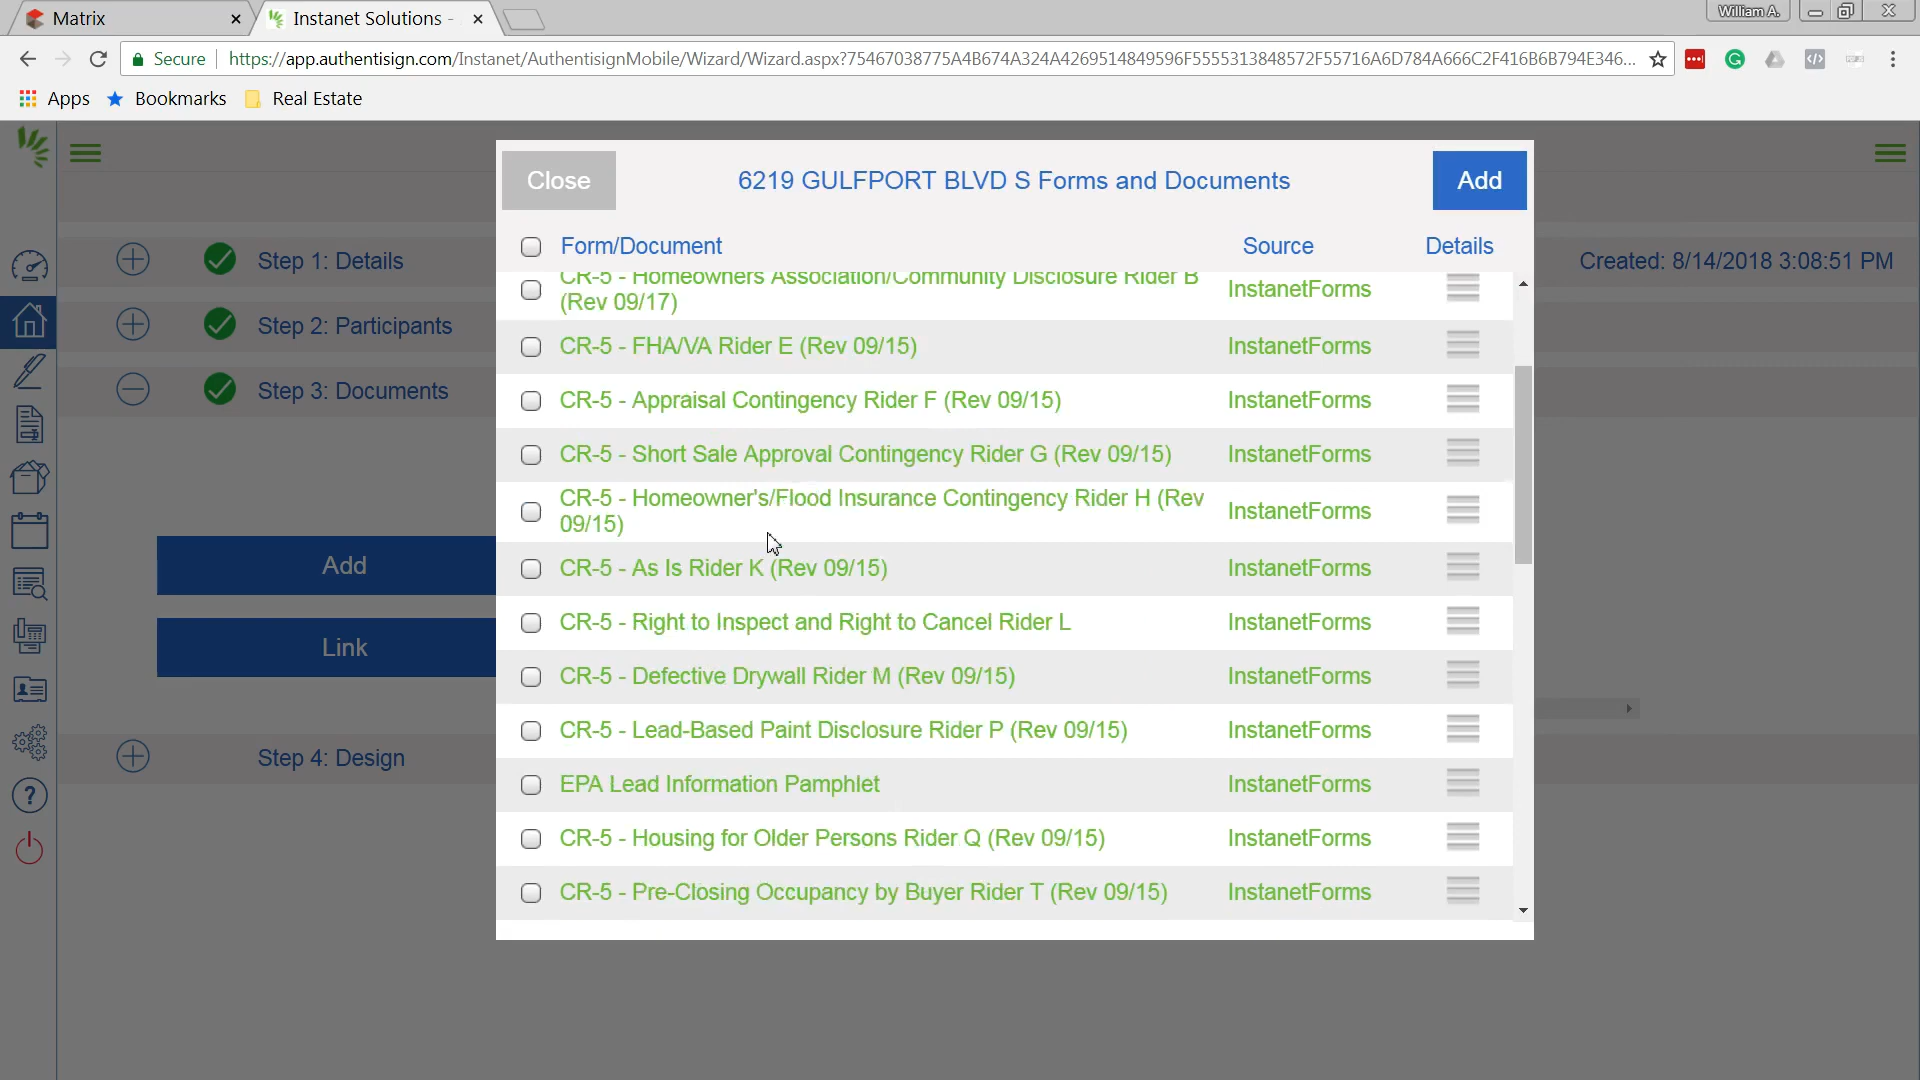 Matrix
Instanet Solutions -
William A.
Secure
https://app.authentisign.com/Instanet/AuthentisignMobile/Wizard/Wizard.aspx?75467038775A4B674A324A4269514849596F5555313848572F55716A6D784A666C2F416B6B794E346...
Apps
Bookmarks
Real Estate
Close
6219 GULFPORT BLVD S Forms and Documents
Add
Form/Document
Source
Details
Step 1: Details
Created: 8/14/2018 3:08:51 PM
Step 2: Participants
Step 3: Documents
Add
Link
Step 4: Design
CR-5 - Homeowners Association/Community Disclosure Rider B
(Rev 09/17)
InstanetForms
CR-5 - FHA/VA Rider E (Rev 09/15)
InstanetForms
CR-5 - Appraisal Contingency Rider F (Rev 09/15)
InstanetForms
CR-5 - Short Sale Approval Contingency Rider G (Rev 09/15)
InstanetForms
CR-5 - Homeowner's/Flood Insurance Contingency Rider H (Rev
09/15)
InstanetForms
CR-5 - As Is Rider K (Rev 09/15)
InstanetForms
CR-5 - Right to Inspect and Right to Cancel Rider L
InstanetForms
CR-5 - Defective Drywall Rider M (Rev 09/15)
InstanetForms
CR-5 - Lead-Based Paint Disclosure Rider P (Rev 09/15)
InstanetForms
EPA Lead Information Pamphlet
InstanetForms
CR-5 - Housing for Older Persons Rider Q (Rev 09/15)
InstanetForms
CR-5 - Pre-Closing Occupancy by Buyer Rider T (Rev 09/15)
InstanetForms